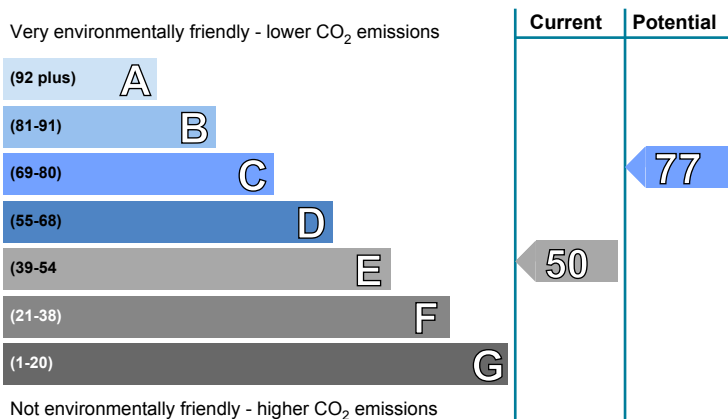 Current Potential
Very environmentally friendly - lower CO2 emissions
(92 plus) A
(81-91) B
(69-80) C
77
(55-68) D
(39-54 E
50
(21-38) F
(1-20) G
Not environmentally friendly - higher CO2 emissions